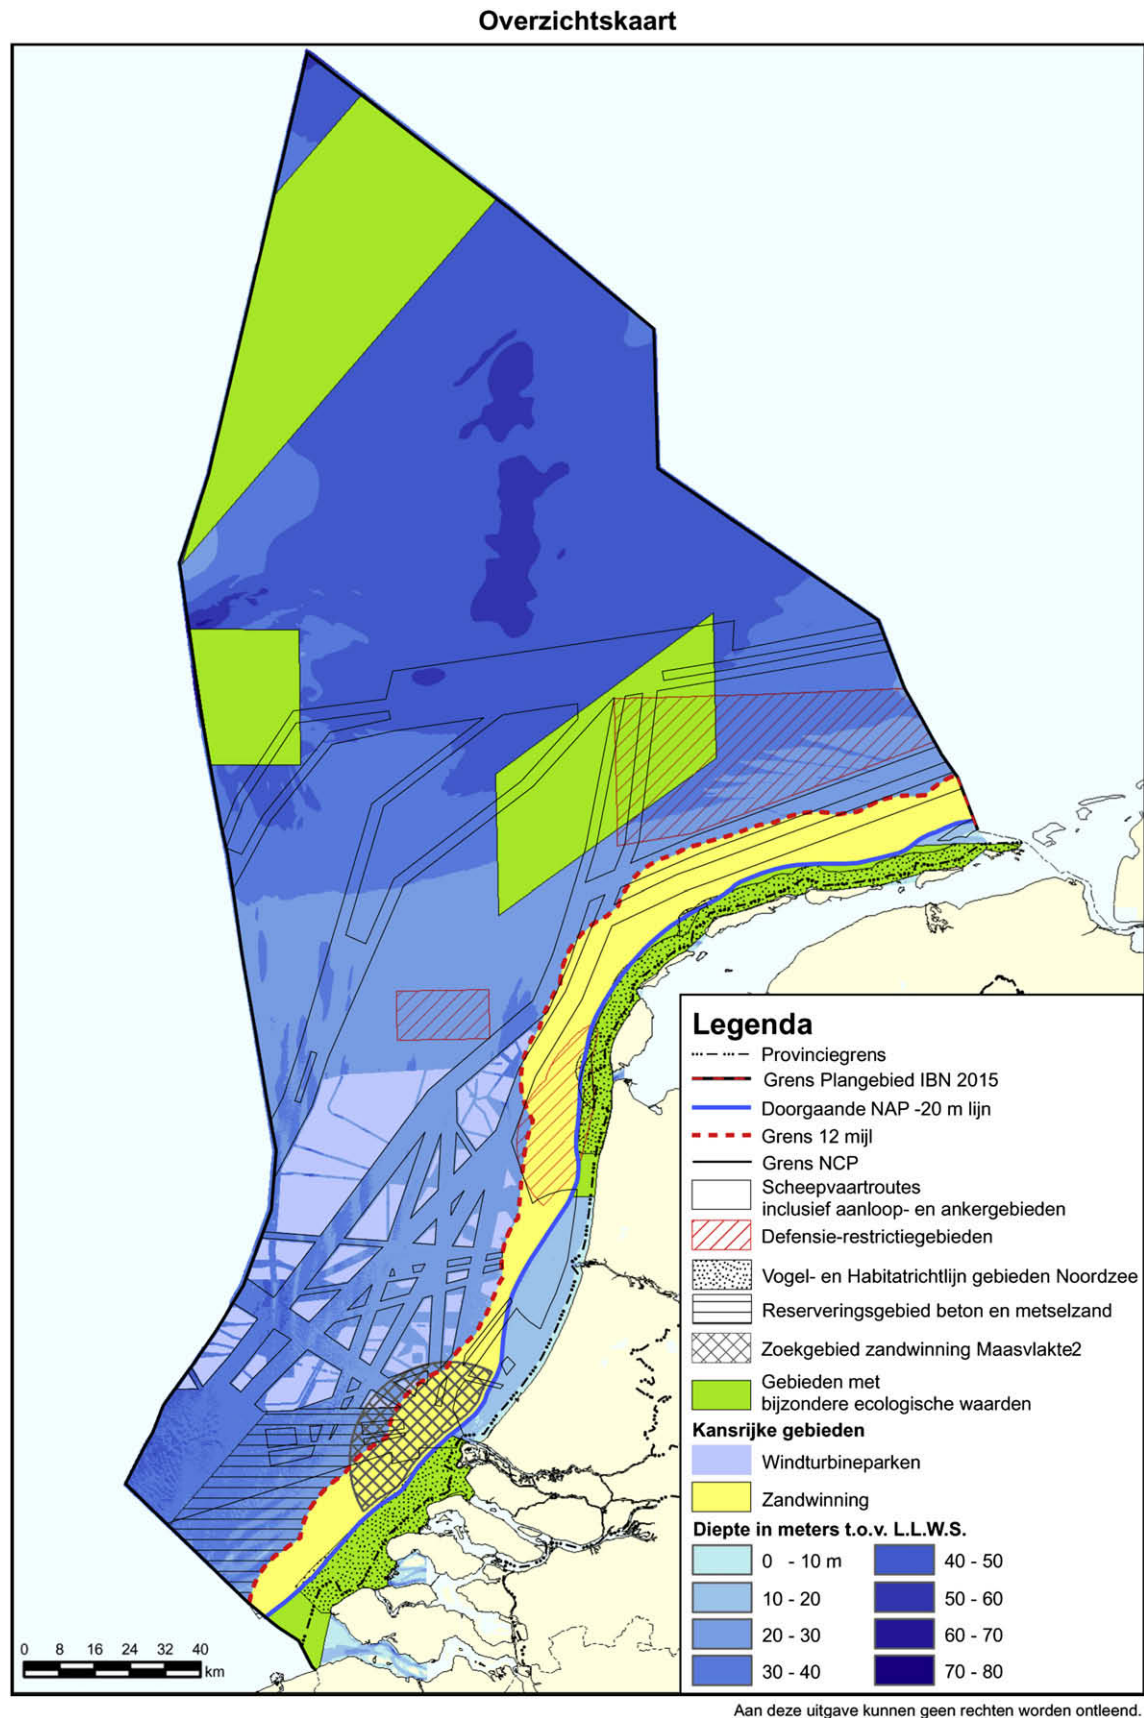 Overzichtskaart
Legenda
Provinciegrens
Grens Plangebied IBN 2015
Doorgaande NAP -20 m lijn
Grens 12 mijl
Grens NCP
Scheepvaartroutes
inclusief aanloop- en ankergebieden
Defensie-restrictiegebieden
Vogel- en Habitatrichtlijn gebieden Noordzee
Reserveringsgebied beton en metselzand
Zoekgebied zandwinning Maasvlakte2
Gebieden met
bijzondere ecologische waarden
Kansrijke gebieden
Windturbineparken
Zandwinning
Diepte in meters t.o.v. L.L.W.S.
0 - 10 m
10 - 20
20 - 30
30 - 40
40 - 50
50 - 60
60 - 70
70 - 80
0 8 16 24 32 40
km
Aan deze uitgave kunnen geen rechten worden ontleend.